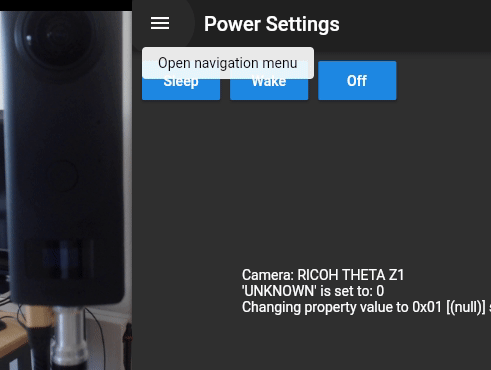 Power Settings
Open navigation menu
Sleep
Wake
Off
Camera: RICOH THETA Z1
'UNKNOWN' is set to: 0
Changing property value to 0x01 [(null)]